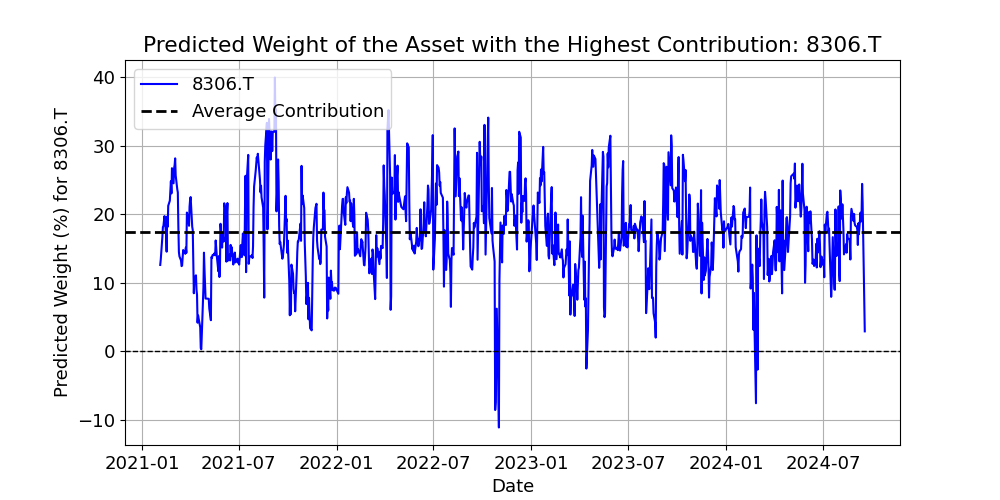 Predicted Weight of the Asset with the Highest Contribution: 8306.T
8306.T
Average Contribution
Predicted Weight (%) for 8306.T
40
30
20
10
0
−10
2021-01 2021-07 2022-01 2022-07 2023-01 2023-07 2024-01 2024-07
Date